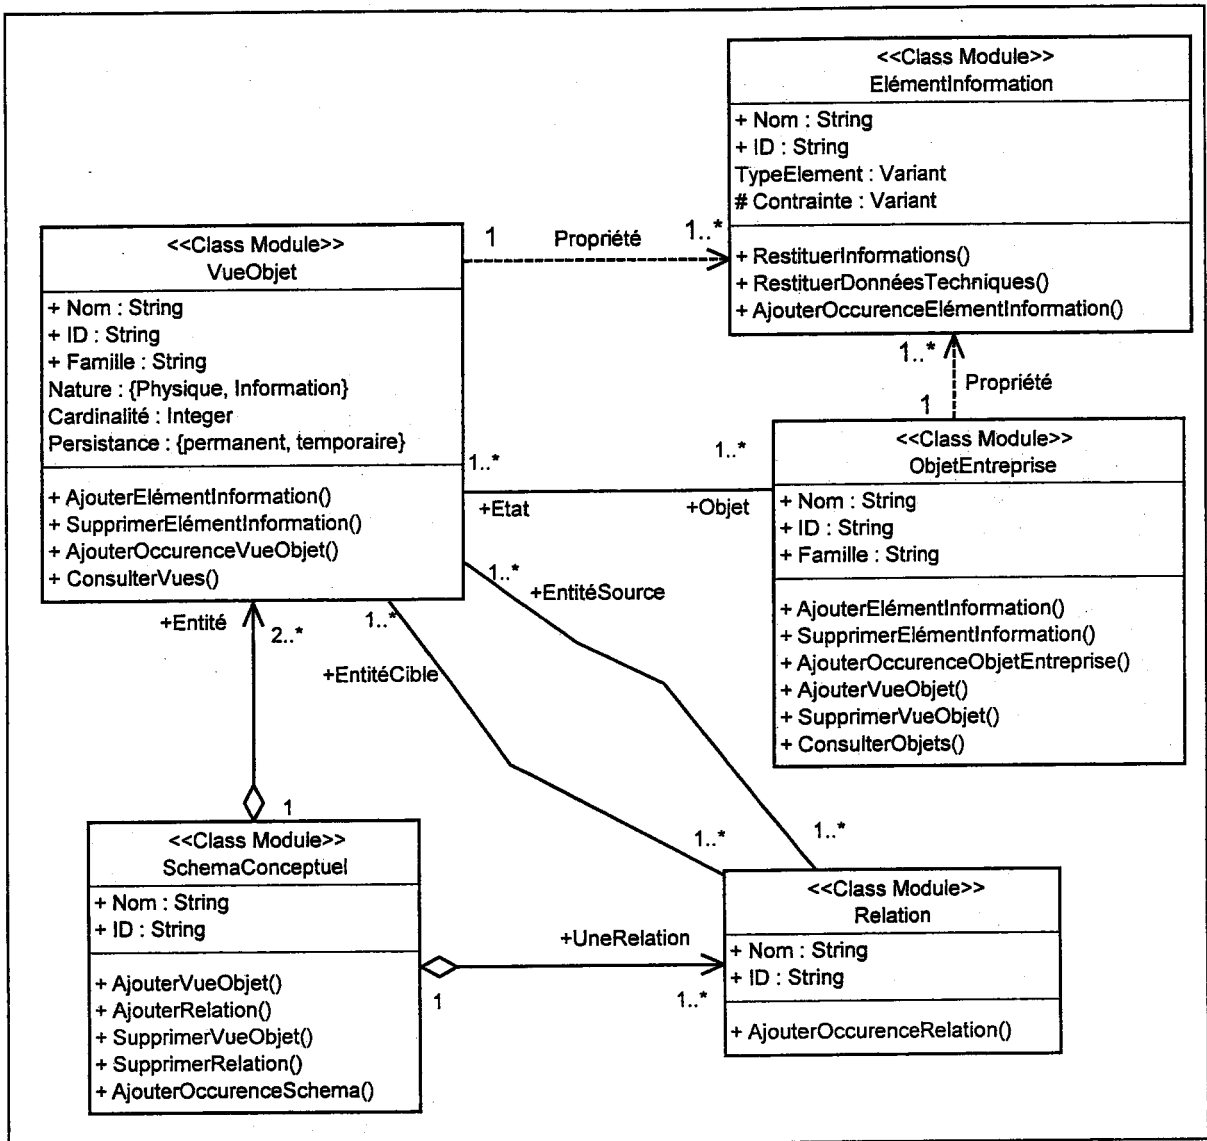 <<Class Module>>
ElémentInformation
+ Nom : String
+ ID : String
TypeElement : Variant
# Contrainte : Variant
+ RestituerInformations()
+ RestituerDonnéesTechniques()
+ AjouterOccurenceElémentInformation()
1
Propriété
1..*
<<Class Module>>
VueObjet
+ Nom : String
+ ID : String
+ Famille : String
Nature : {Physique, Information}
Cardinalité : Integer
Persistance : {permanent, temporaire}
+ AjouterElémentInformation()
+ SupprimerElémentInformation()
+ AjouterOccurenceVueObjet()
+ ConsulterVues()
1..*
Propriété
1
1..*
+Etat
1..*
+Objet
<<Class Module>>
ObjetEntreprise
+ Nom : String
+ ID : String
+ Famille : String
+ AjouterElémentInformation()
+ SupprimerElémentInformation()
+ AjouterOccurenceObjetEntreprise()
+ AjouterVueObjet()
+ SupprimerVueObjet()
+ ConsulterObjets()
1..*
+EntitéSource
+Entité
2..*
1..*
+EntitéCible
1
1..*
1..*
<<Class Module>>
SchemaConceptuel
+ Nom : String
+ ID : String
+ AjouterVueObjet()
+ AjouterRelation()
+ SupprimerVueObjet()
+ SupprimerRelation()
+ AjouterOccurenceSchema()
+UneRelation
1
1..*
<<Class Module>>
Relation
+ Nom : String
+ ID : String
+ AjouterOccurenceRelation()